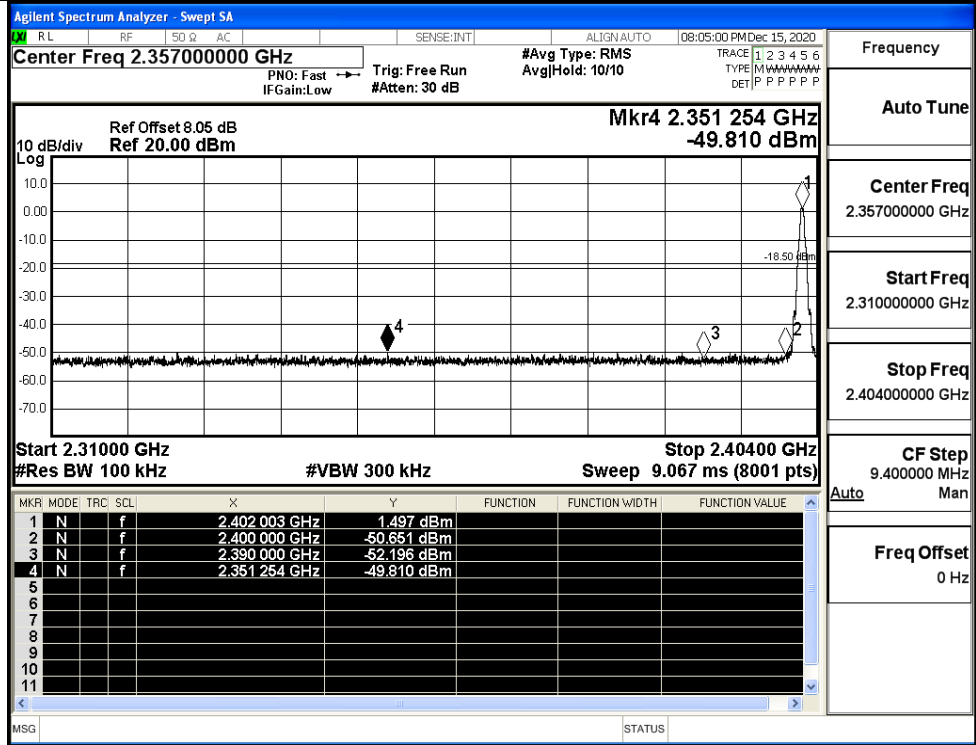 Agilent Spectrum Analyzer - Swept SA
LXI RL RF 50 Ω AC SENSE:INT ALIGN AUTO 08:05:00 PM Dec 15, 2020
Center Freq 2.357000000 GHz
PNO: Fast
IFGain:Low
Trig: Free Run
#Atten: 30 dB
#Avg Type: RMS
Avg|Hold: 10/10
TRACE 1 2 3 4 5 6
TYPE M W W W W W
DET P P P P P P
Frequency
Auto Tune
Center Freq
2.357000000 GHz
Start Freq
2.310000000 GHz
Stop Freq
2.404000000 GHz
CF Step
9.400000 MHz
Auto Man
Freq Offset
0 Hz
Mkr4 2.351 254 GHz
-49.810 dBm
Ref Offset 8.05 dB
10 dB/div Ref 20.00 dBm
Log
10.0
0.00
-10.0
-20.0
-30.0
-40.0
-50.0
-60.0
-70.0
1
-18.50 dBm
4
3
2
Start 2.31000 GHz Stop 2.40400 GHz
#Res BW 100 kHz #VBW 300 kHz Sweep 9.067 ms (8001 pts)
MKR MODE TRC SCL X Y FUNCTION FUNCTION WIDTH FUNCTION VALUE
1 N f 2.402 003 GHz 1.497 dBm
2 N f 2.400 000 GHz -50.651 dBm
3 N f 2.390 000 GHz -52.196 dBm
4 N f 2.351 254 GHz -49.810 dBm
5
6
7
8
9
10
11
MSG STATUS